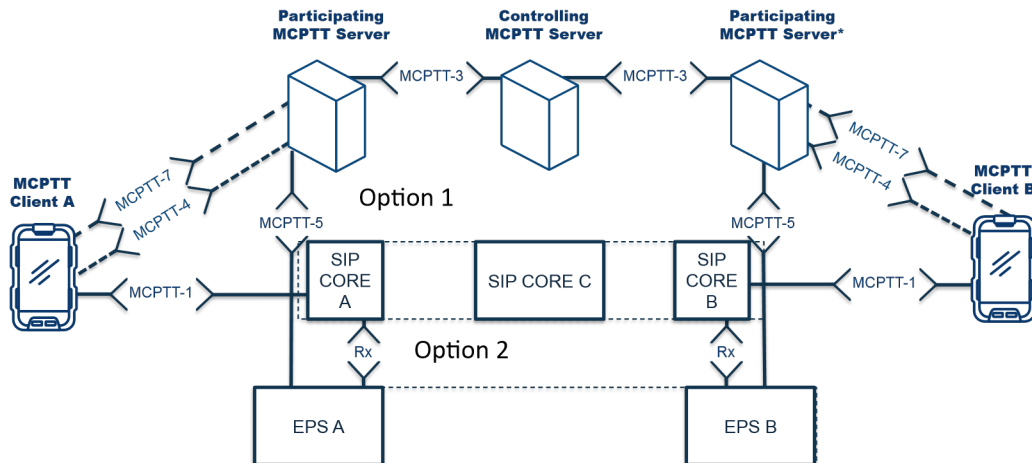 Participating
MCPTT Server
Controlling
MCPTT Server
Participating
MCPTT Server*
MCPTT-3
MCPTT-3
MCPTT-7
MCPTT-4
MCPTT-7
MCPTT-4
MCPTT
Client A
MCPTT
Client B
Option 1
MCPTT-5
MCPTT-5
SIP
CORE
A
SIP CORE C
SIP
CORE
B
MCPTT-1
MCPTT-1
Rx
Option 2
Rx
EPS A
EPS B